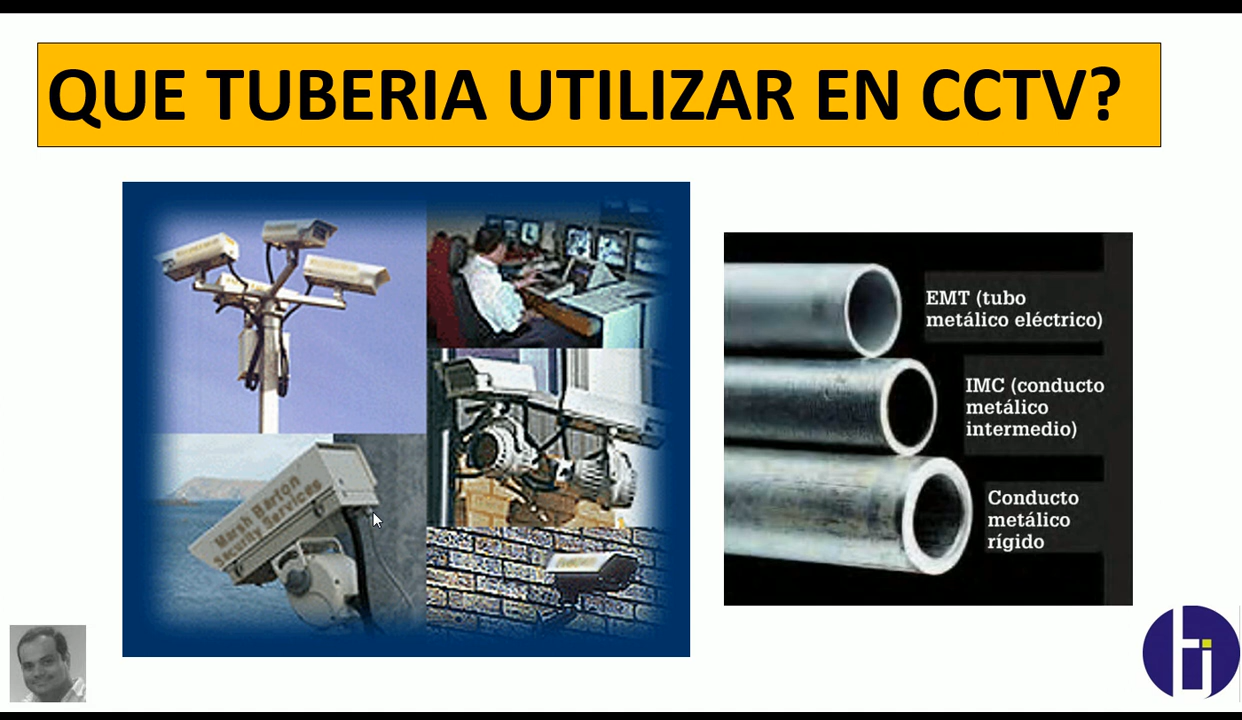 QUE TUBERIA UTILIZAR EN CCTV?
Marsh Barton
Security Services
EMT (tubo
metálico eléctrico)
IMC (conducto
metálico
intermedio)
Conducto
metálico
rígido